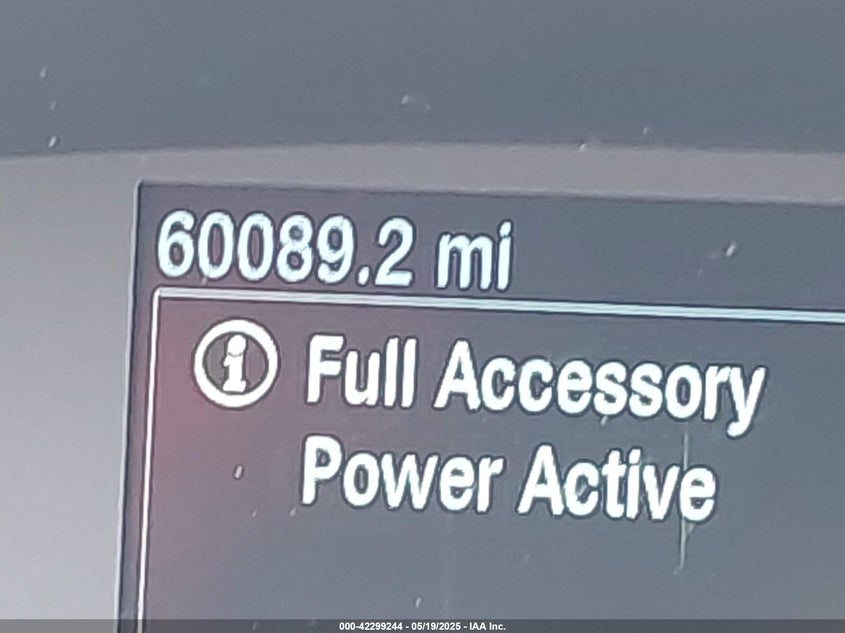 60089.2 mi
Full Accessory
Power Active
000-42299244 - 05/19/2025 - IAA Inc.